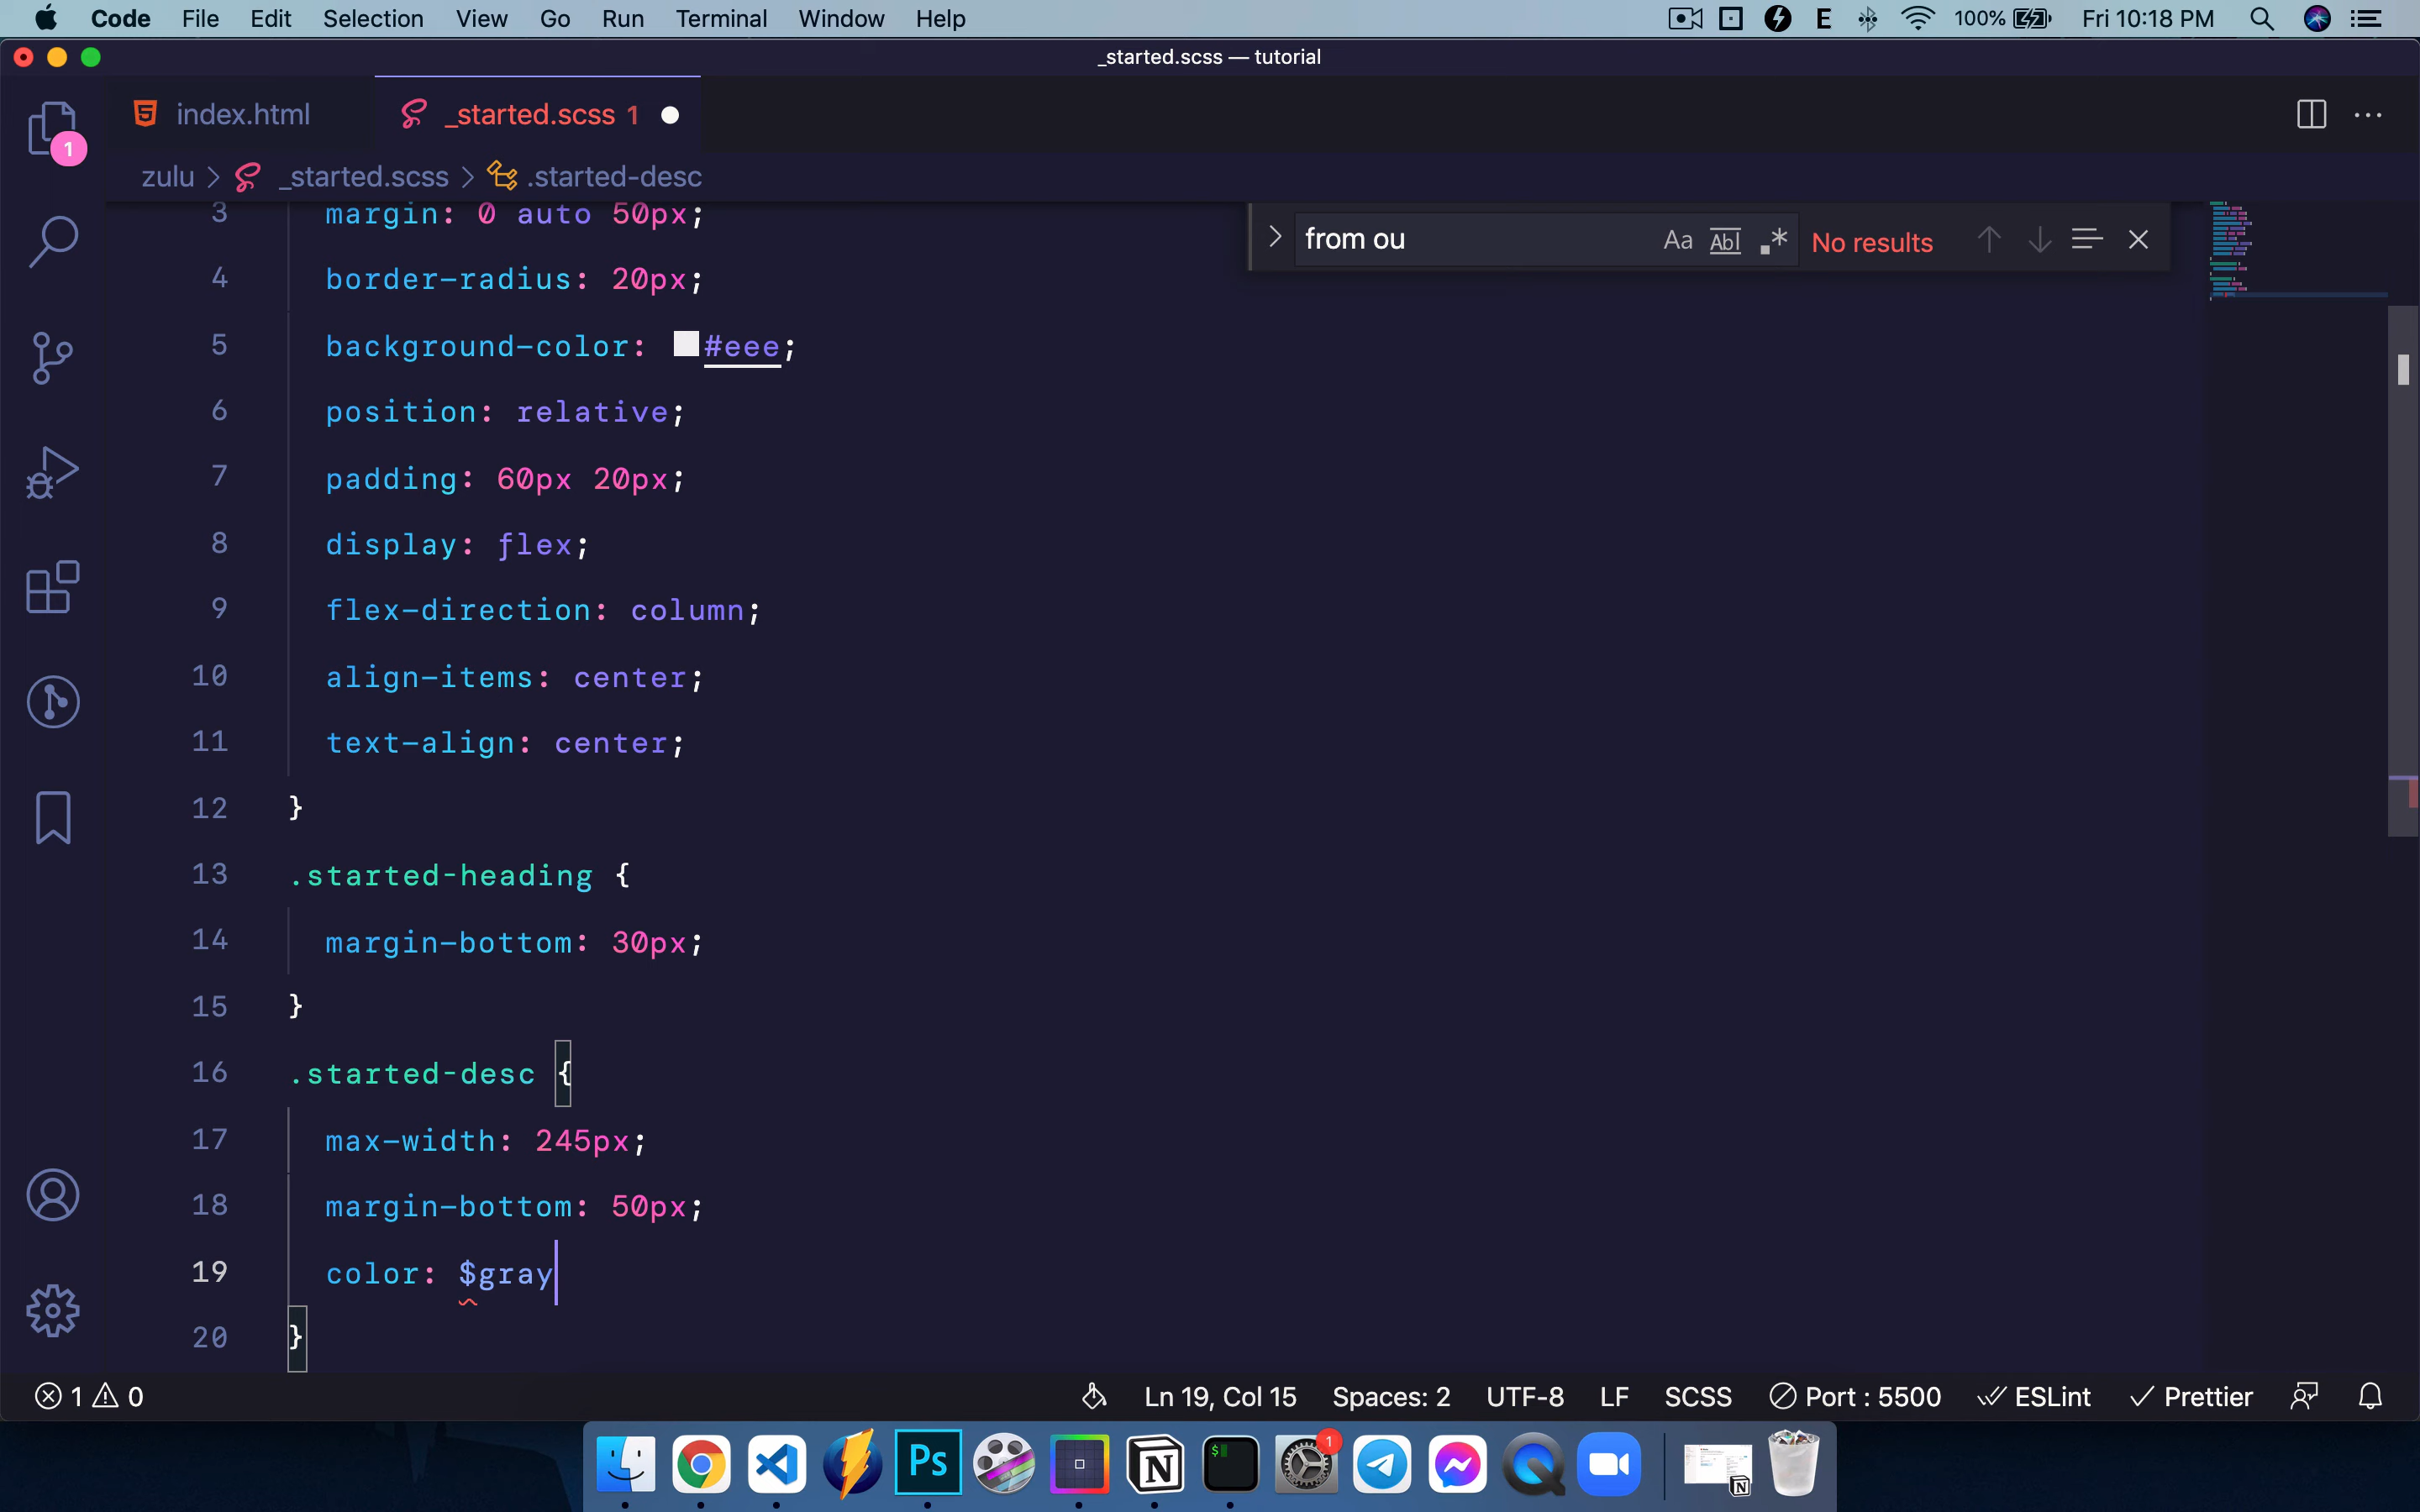 Code File Edit Selection View Go Run Terminal Window Help E 100% Fri 10:18 PM
_started.scss — tutorial
index.html _started.scss 1
1
zulu > _started.scss > .started-desc
from ou Aa Abl .* No results
3 margin: 0 auto 50px;
4 border-radius: 20px;
5 background-color: #eee;
6 position: relative;
7 padding: 60px 20px;
8 display: flex;
9 flex-direction: column;
10 align-items: center;
11 text-align: center;
12 }
13 .started-heading {
14 margin-bottom: 30px;
15 }
16 .started-desc {
17 max-width: 245px;
18 margin-bottom: 50px;
19 color: $gray
20 }
1 0 Ln 19, Col 15 Spaces: 2 UTF-8 LF SCSS Port : 5500 ESLint Prettier
Ps N $ 1